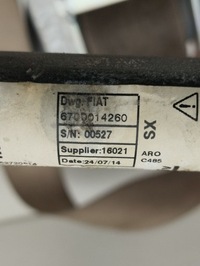 Dwg: FIAT
6700014260
S/N: 00527
Supplier:16021
Date:24/07/14
SX
ARO
C485